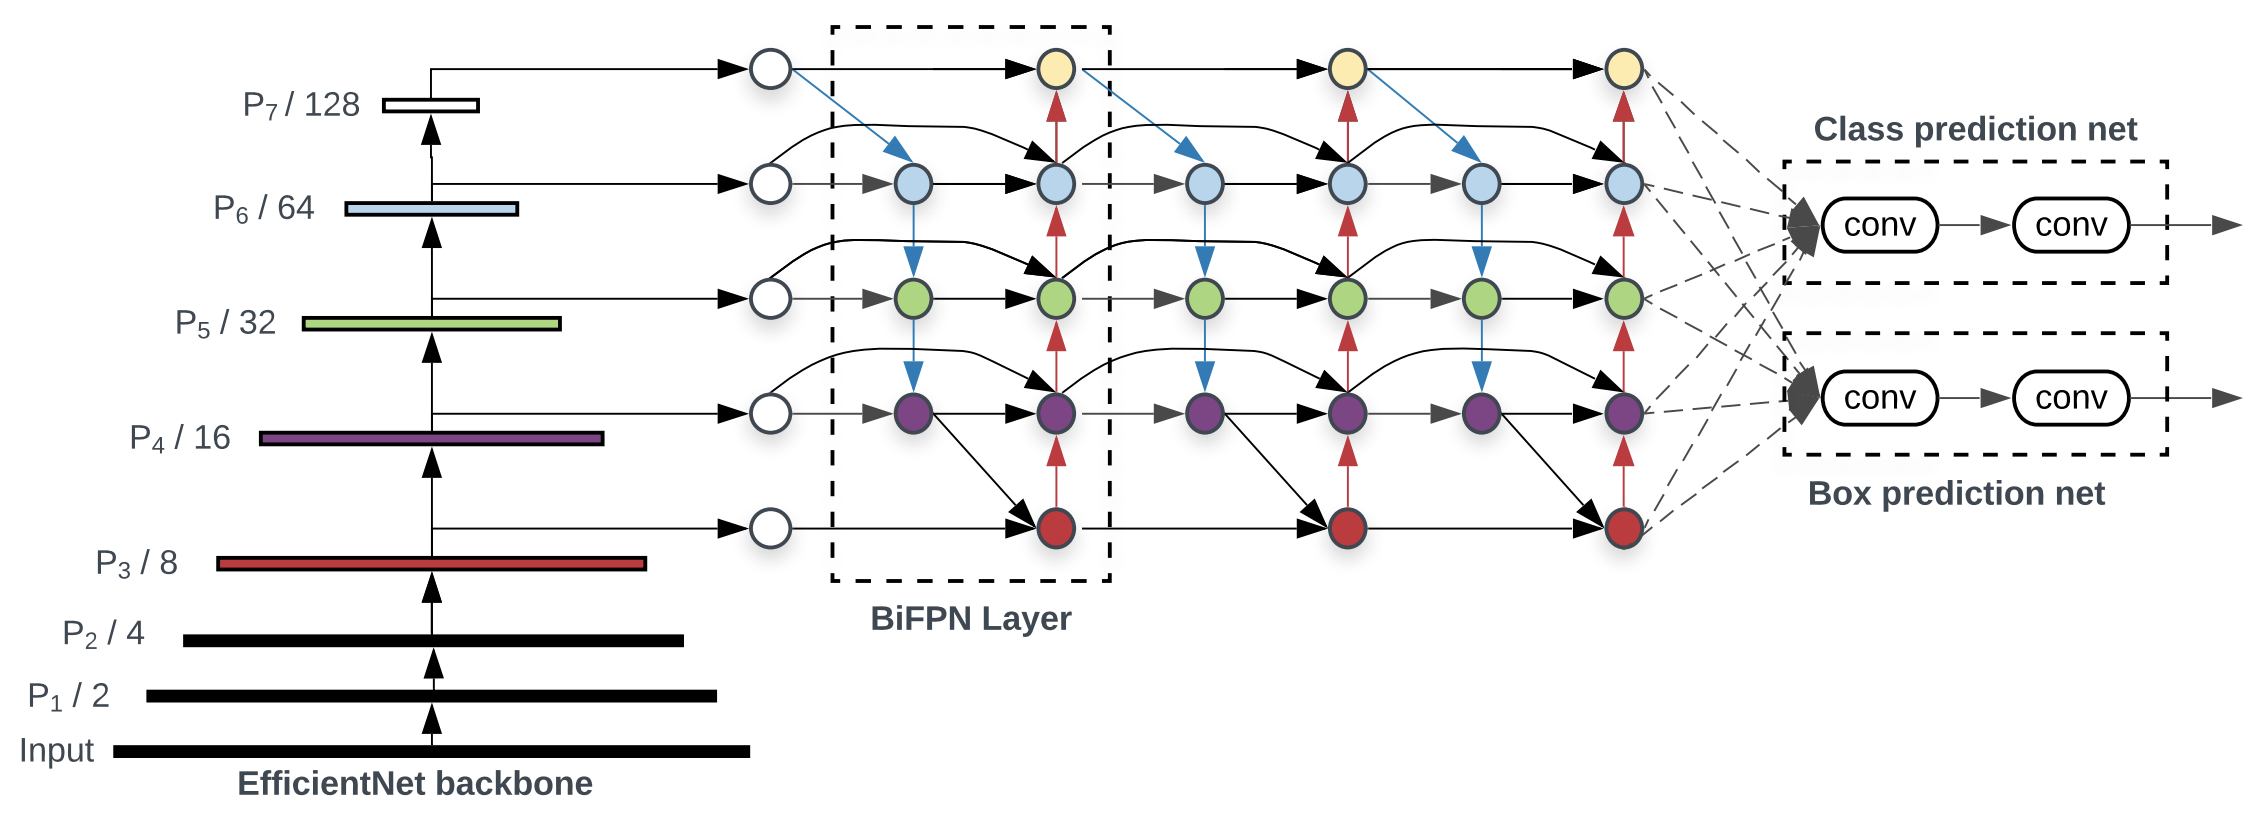 P7 / 128
P6 / 64
P5 / 32
P4 / 16
P3 / 8
P2 / 4
P1 / 2
Input
EfficientNet backbone
BiFPN Layer
Class prediction net
conv
conv
conv
conv
Box prediction net